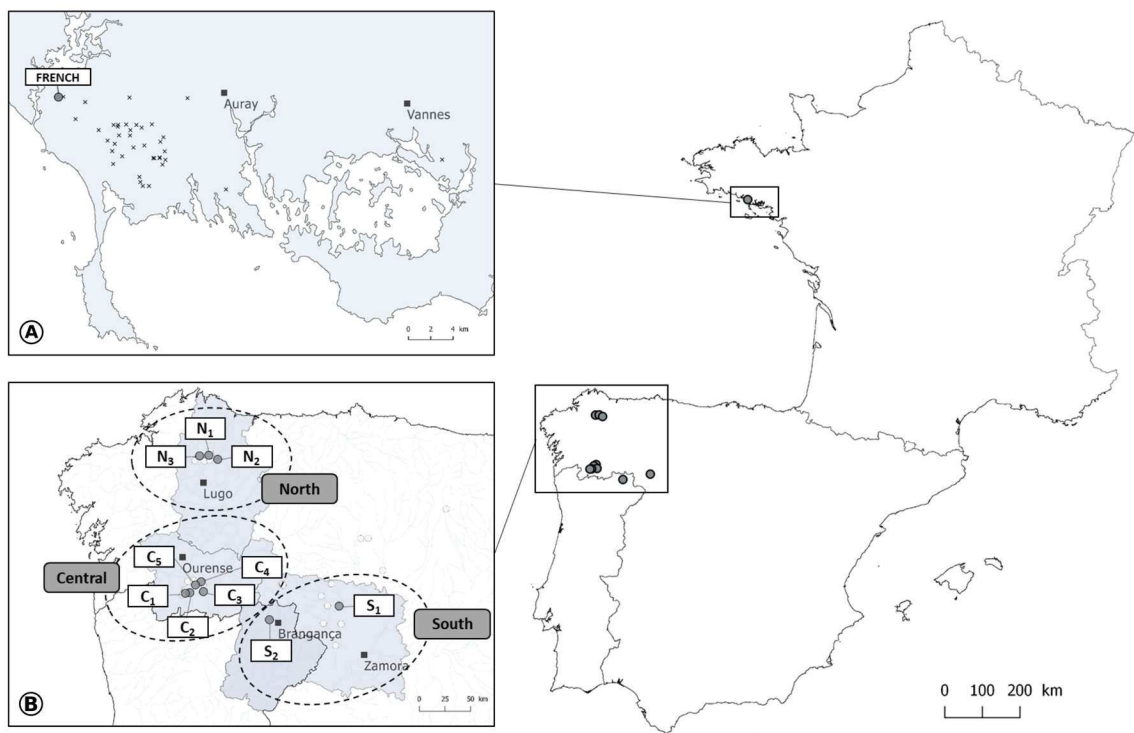 FRENCH
Auray
Vannes
0 2 4 km
A
N1
N3
N2
Lugo
North
C5
Ourense
C4
Central
C1
C3
C2
S1
Brangança
South
S2
Zamora
0 25 50 km
B
0 100 200 km